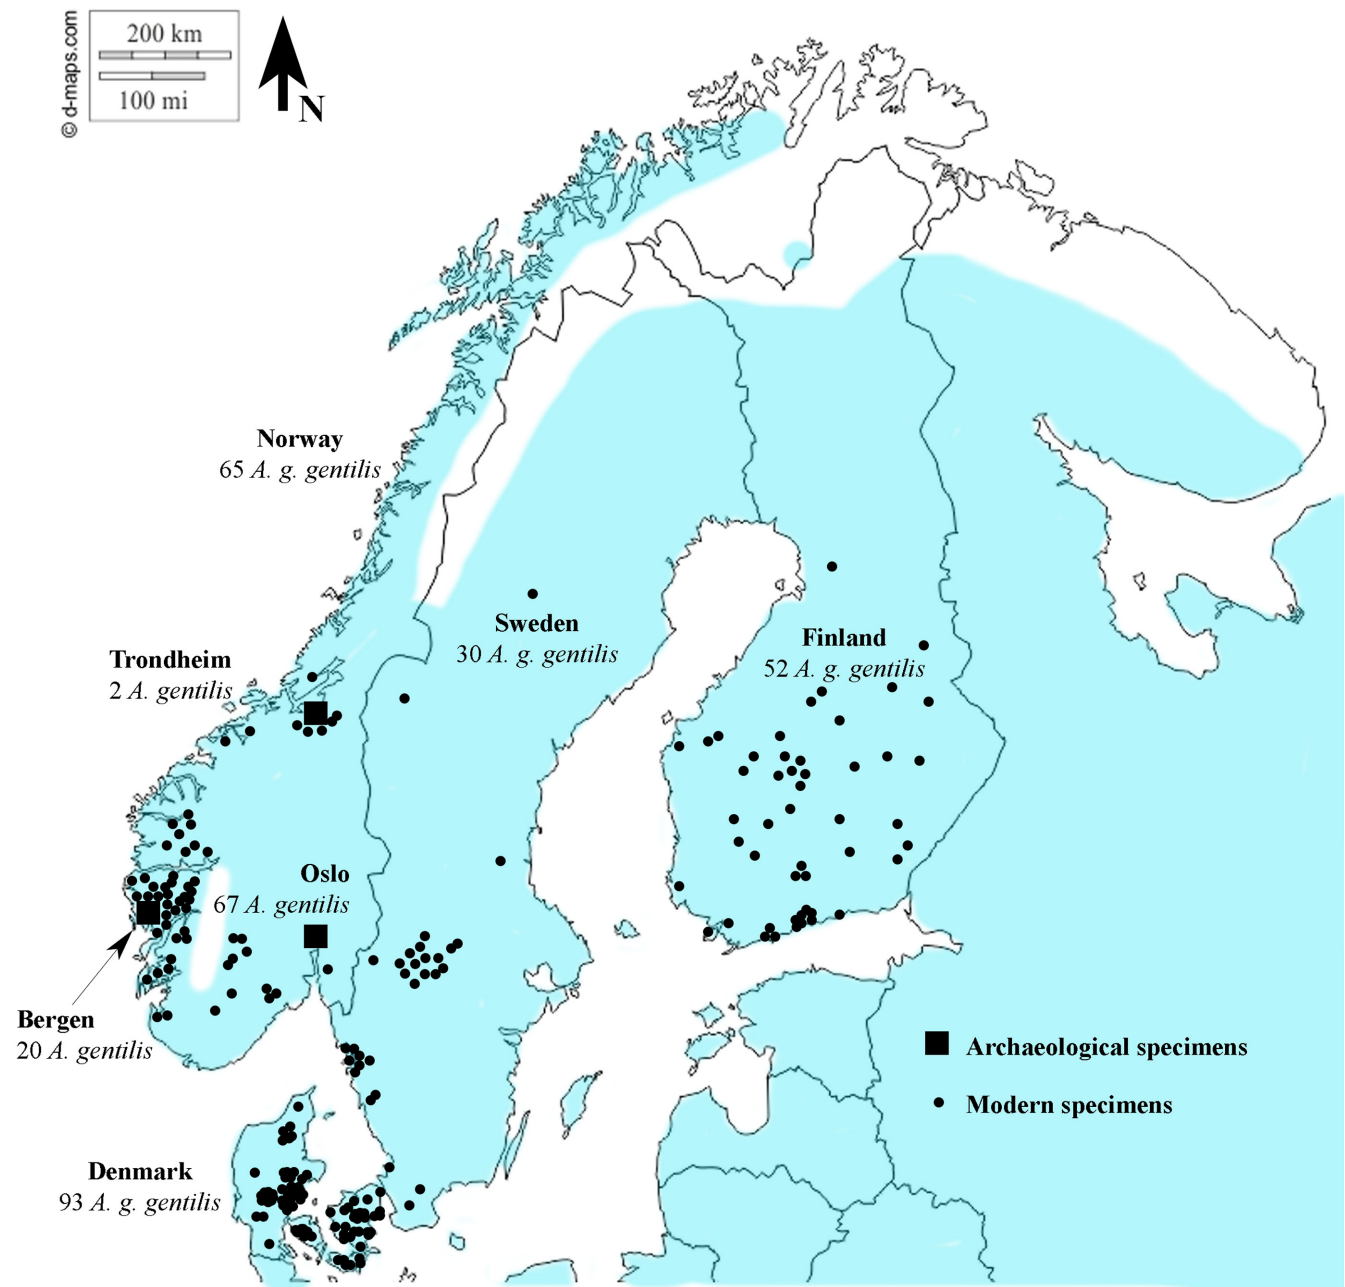 © d-maps.com
200 km
100 mi
N
Norway
65 A. g. gentilis
Sweden
30 A. g. gentilis
Finland
52 A. g. gentilis
Trondheim
2 A. gentilis
Oslo
67 A. gentilis
Bergen
20 A. gentilis
Archaeological specimens
Modern specimens
Denmark
93 A. g. gentilis